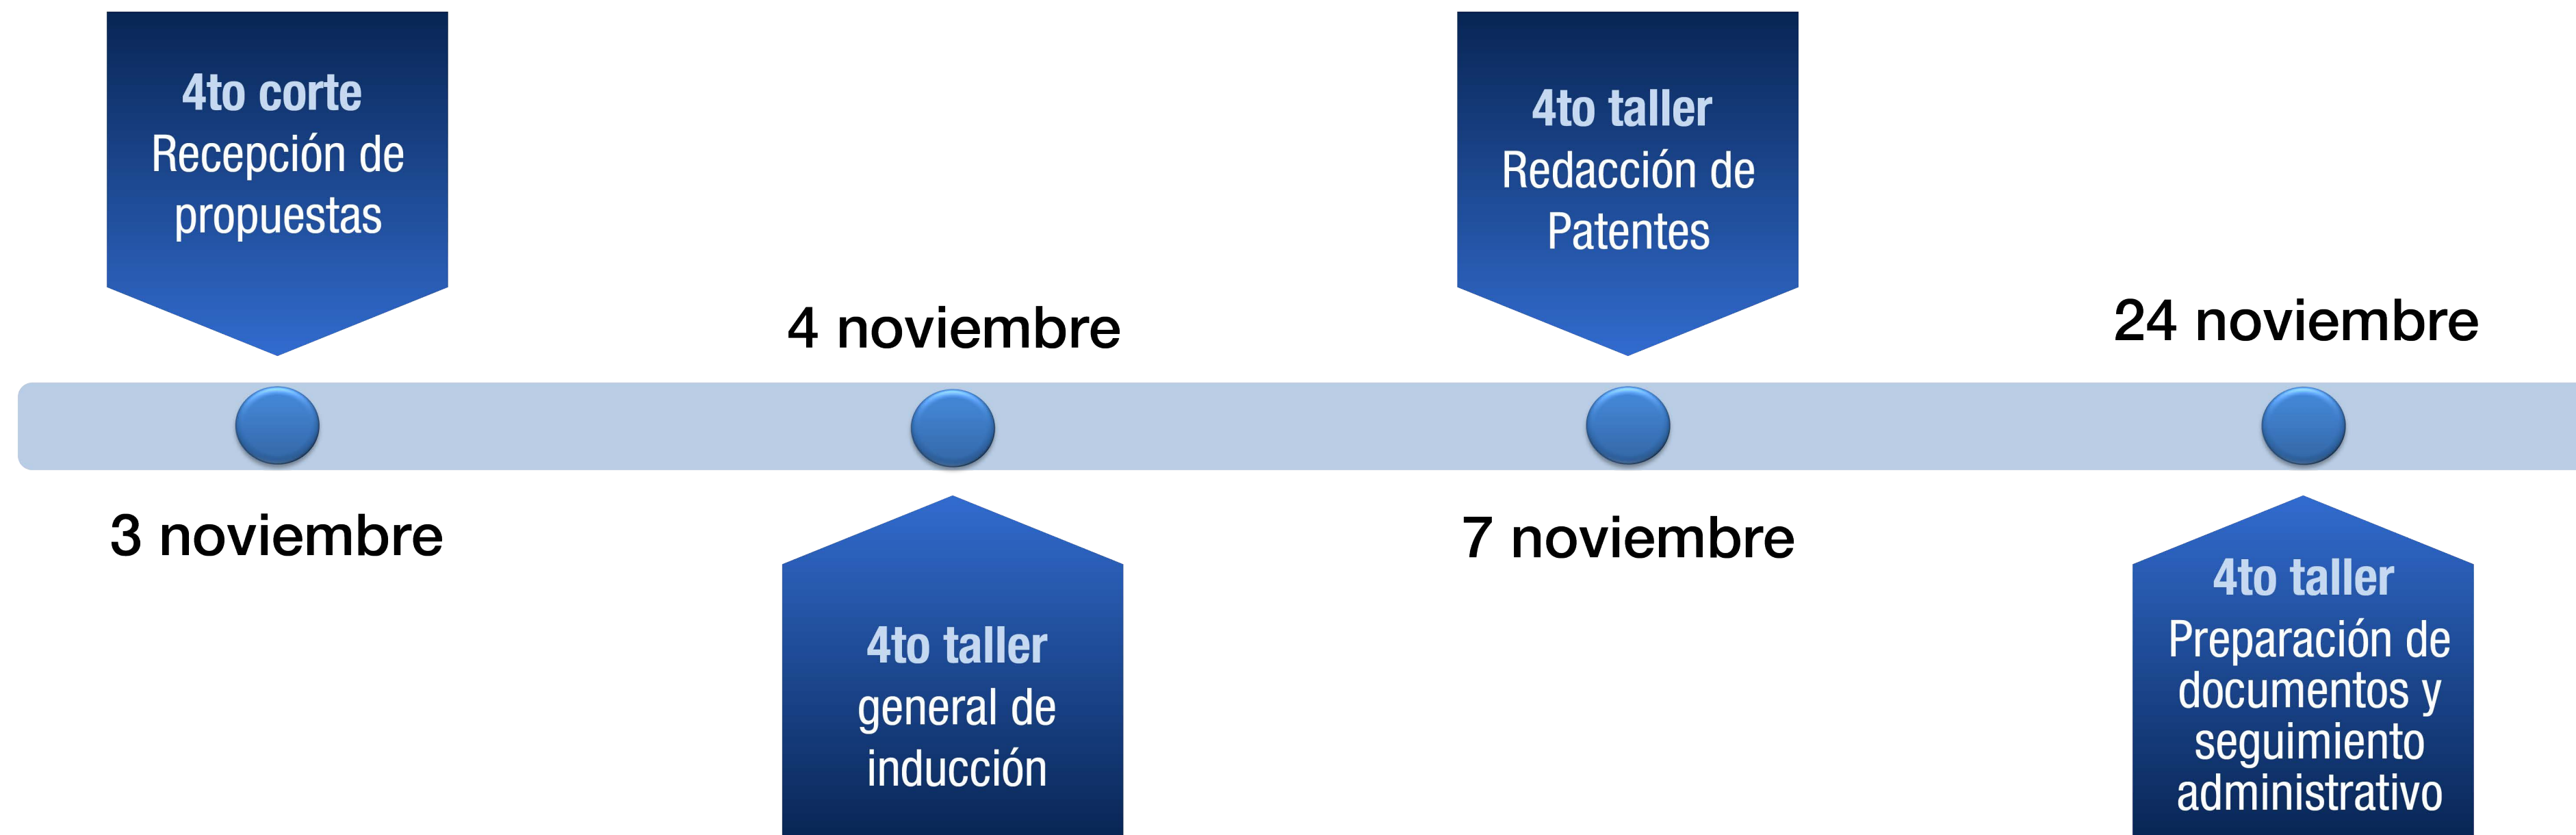 4to corte
Recepción de
propuestas
3 noviembre
4 noviembre
4to taller
general de
inducción
4to taller
Redacción de
Patentes
7 noviembre
24 noviembre
4to taller
Preparación de
documentos y
seguimiento
administrativo